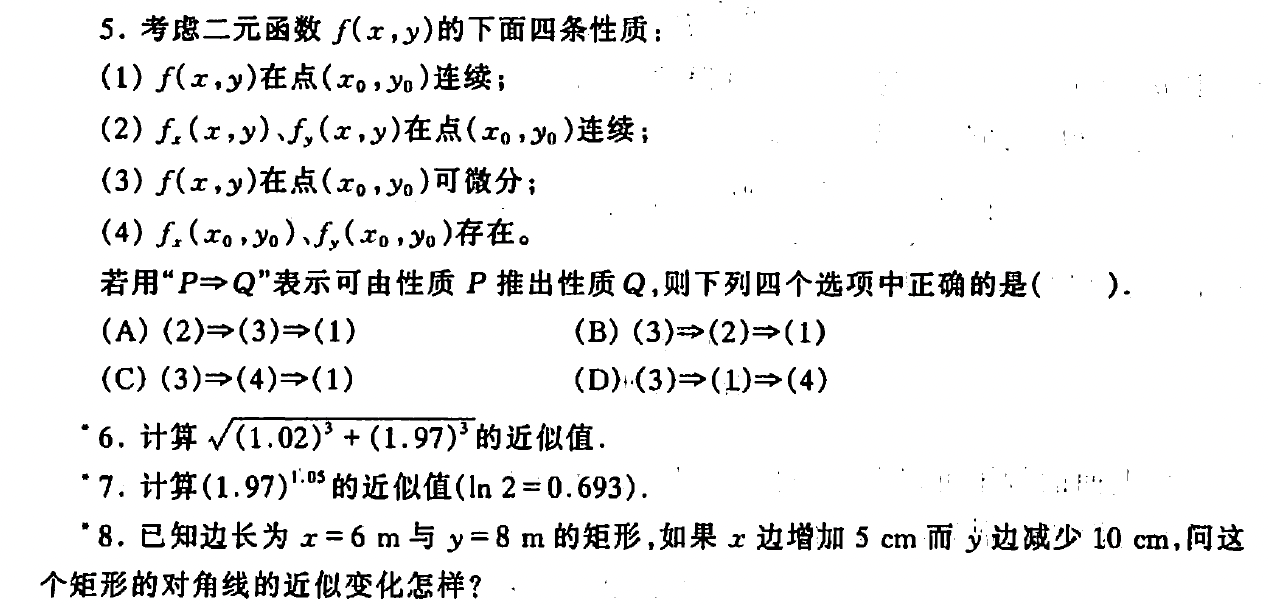 5. 考虑二元函数 f(x,y)的下面四条性质:
(1) f(x,y)在点(x₀,y₀)连续;
(2) fₓ(x,y)、f_y(x,y)在点(x₀,y₀)连续;
(3) f(x,y)在点(x₀,y₀)可微分;
(4) fₓ(x₀,y₀)、f_y(x₀,y₀)存在。
若用“P⇒Q”表示可由性质 P 推出性质 Q,则下列四个选项中正确的是(    ).
(A) (2)⇒(3)⇒(1) (B) (3)⇒(2)⇒(1)
(C) (3)⇒(4)⇒(1) (D) (3)⇒(1)⇒(4)
*6. 计算 √((1.02)³+(1.97)³) 的近似值.
*7. 计算(1.97)^1.05 的近似值(ln 2=0.693).
*8. 已知边长为 x=6 m 与 y=8 m 的矩形,如果 x 边增加 5 cm 而 y 边减少 10 cm,问这
个矩形的对角线的近似变化怎样?